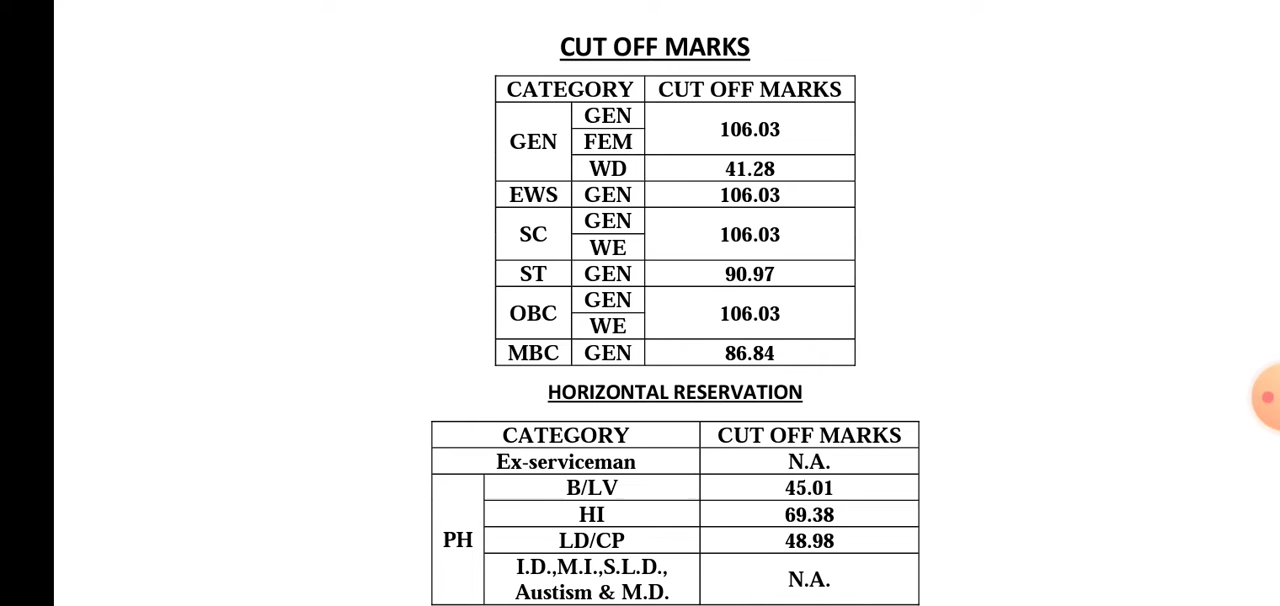 CUT OFF MARKS
CATEGORY CUT OFF MARKS
GEN GEN 106.03
FEM
WD 41.28
EWS GEN 106.03
SC GEN 106.03
WE
ST GEN 90.97
OBC GEN 106.03
WE
MBC GEN 86.84
HORIZONTAL RESERVATION
CATEGORY CUT OFF MARKS
Ex-serviceman N.A.
PH B/LV 45.01
HI 69.38
LD/CP 48.98
I.D.,M.I.,S.L.D.,
Austism & M.D. N.A.